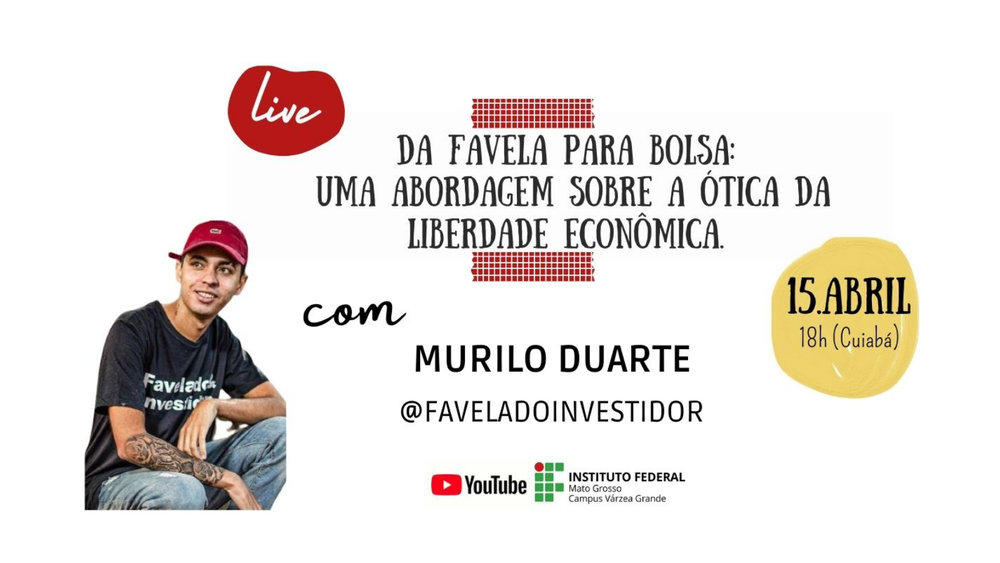 live
DA FAVELA PARA BOLSA:
UMA ABORDAGEM SOBRE A ÓTICA DA
LIBERDADE ECONÔMICA.
15.ABRIL
18h (Cuiabá)
com
MURILO DUARTE
@FAVELADOINVESTIDOR
YouTube
INSTITUTO FEDERAL
Mato Grosso
Campus Várzea Grande